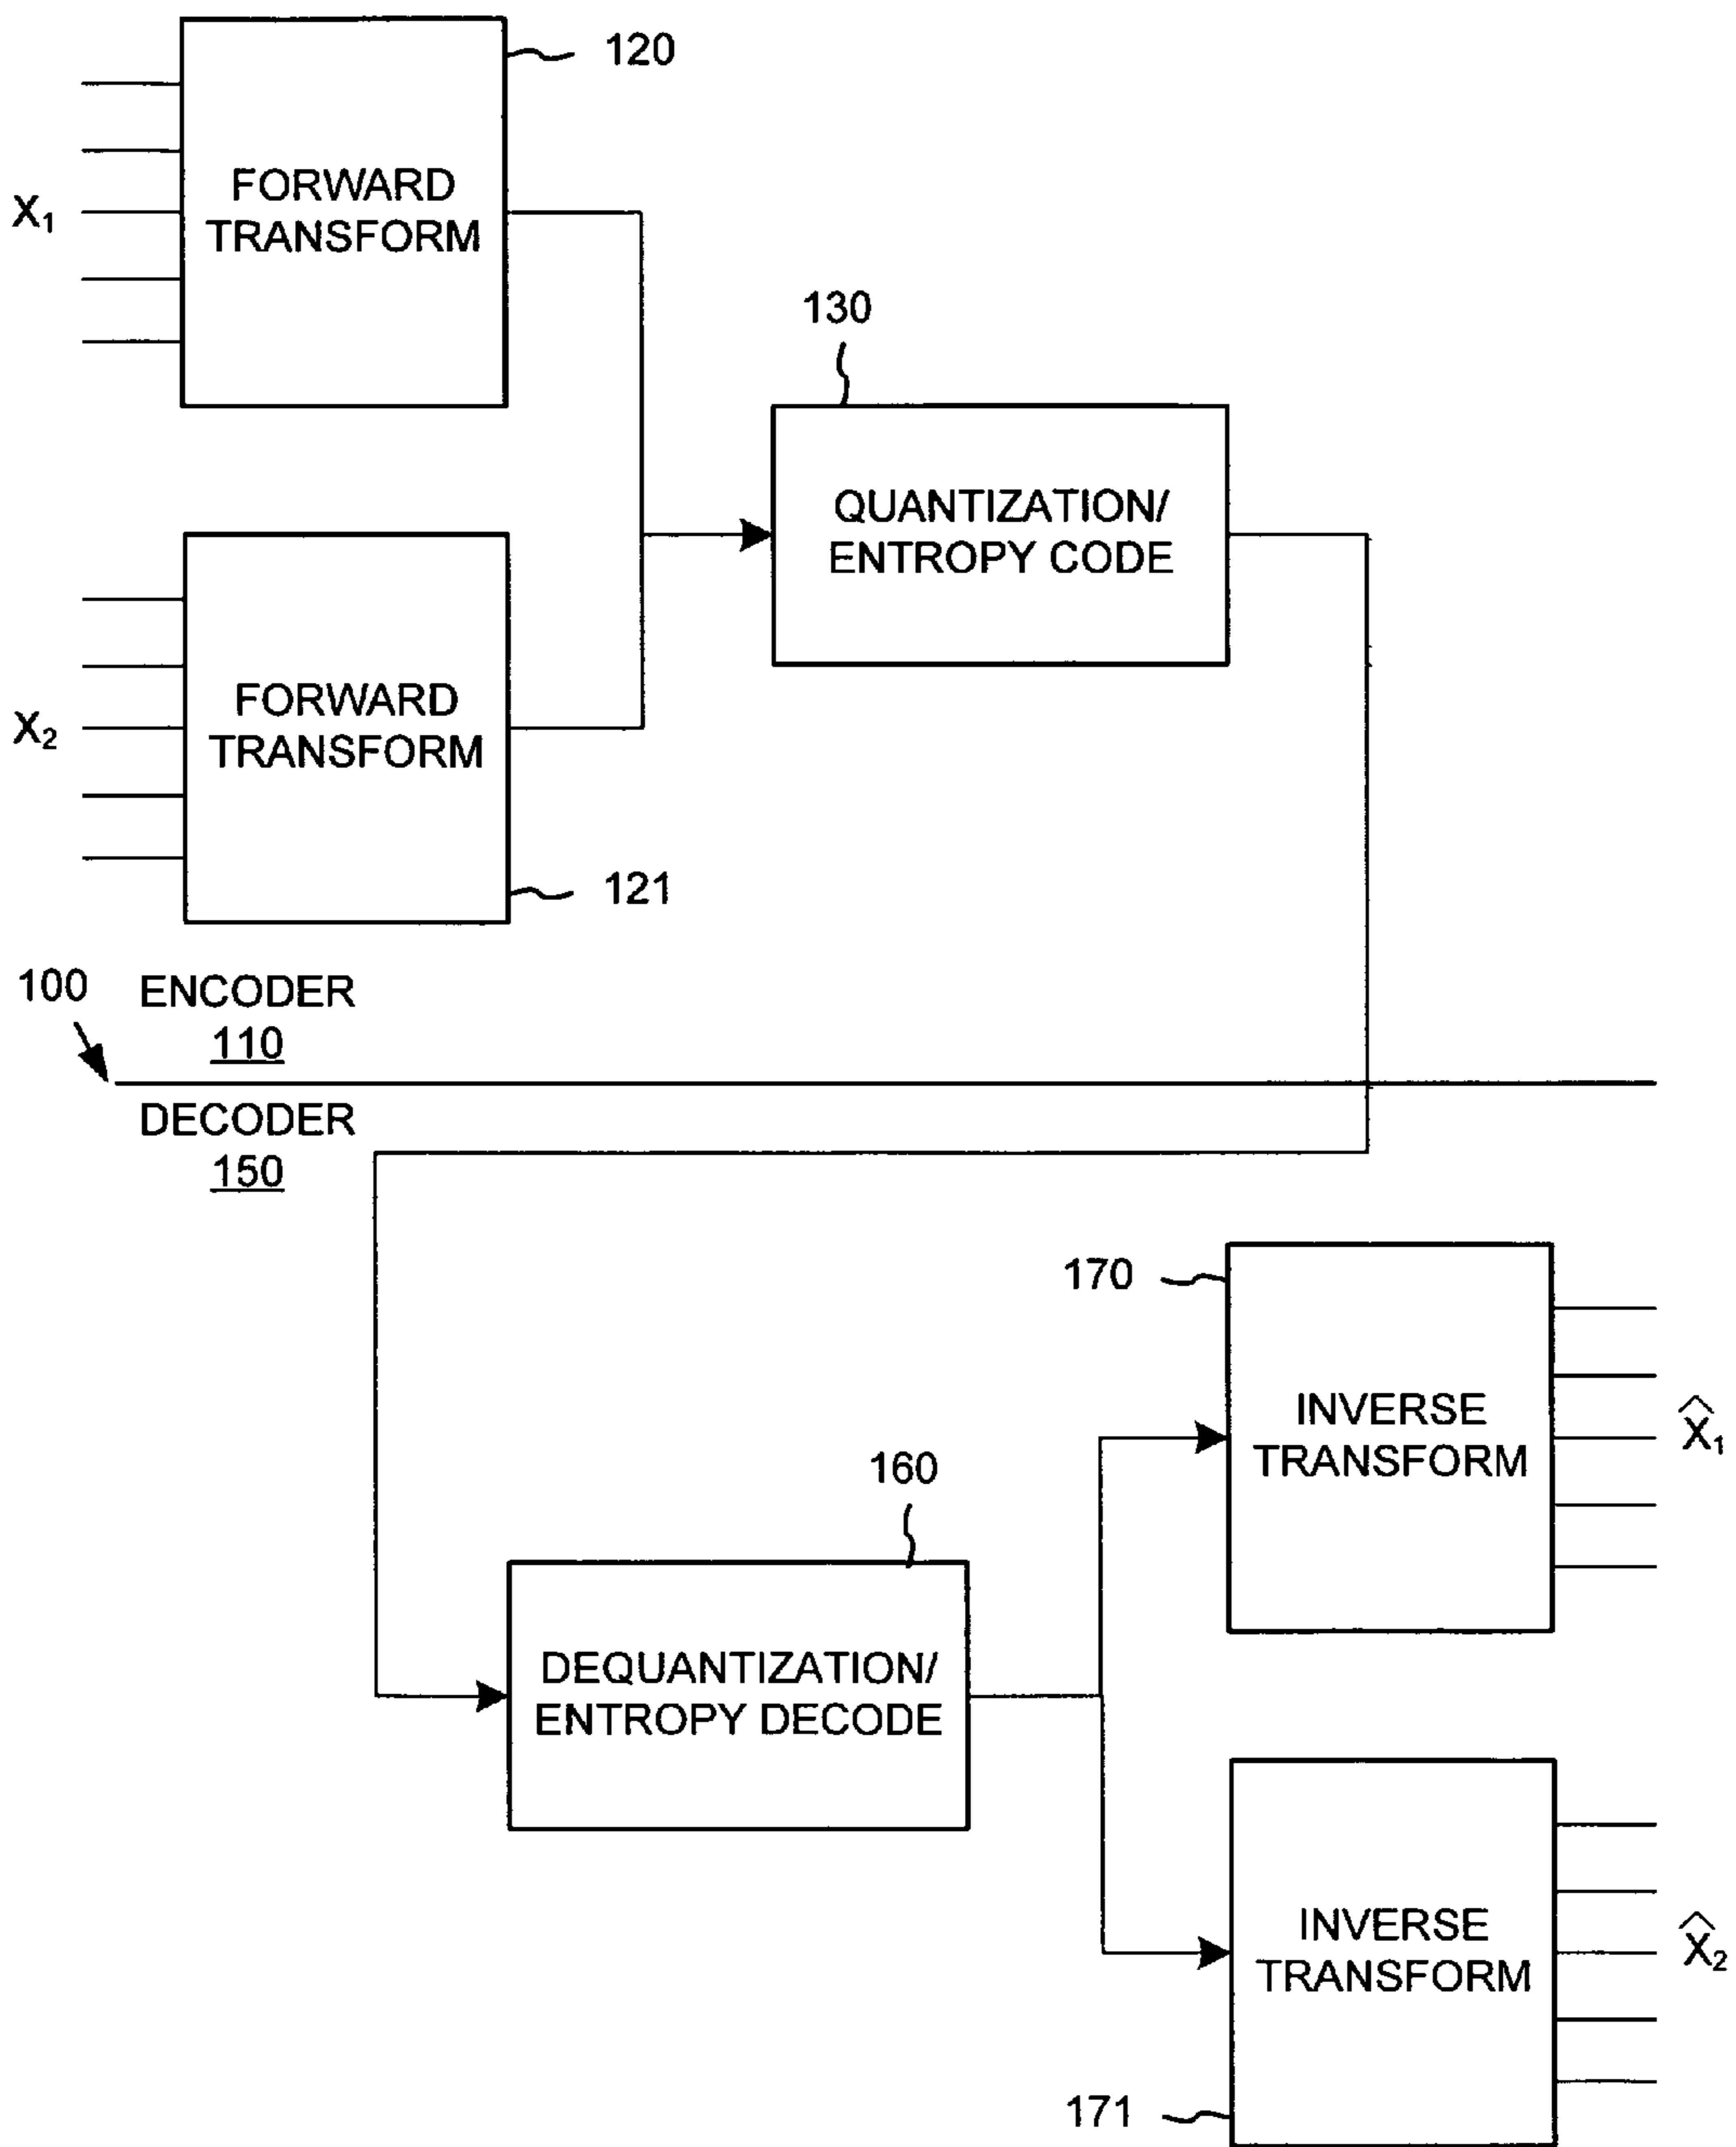 120
FORWARD
TRANSFORM
X₁
130
QUANTIZATION/
ENTROPY CODE
FORWARD
TRANSFORM
X₂
121
100
ENCODER
110
DECODER
150
170
INVERSE
TRANSFORM
X̂₁
160
DEQUANTIZATION/
ENTROPY DECODE
INVERSE
TRANSFORM
X̂₂
171